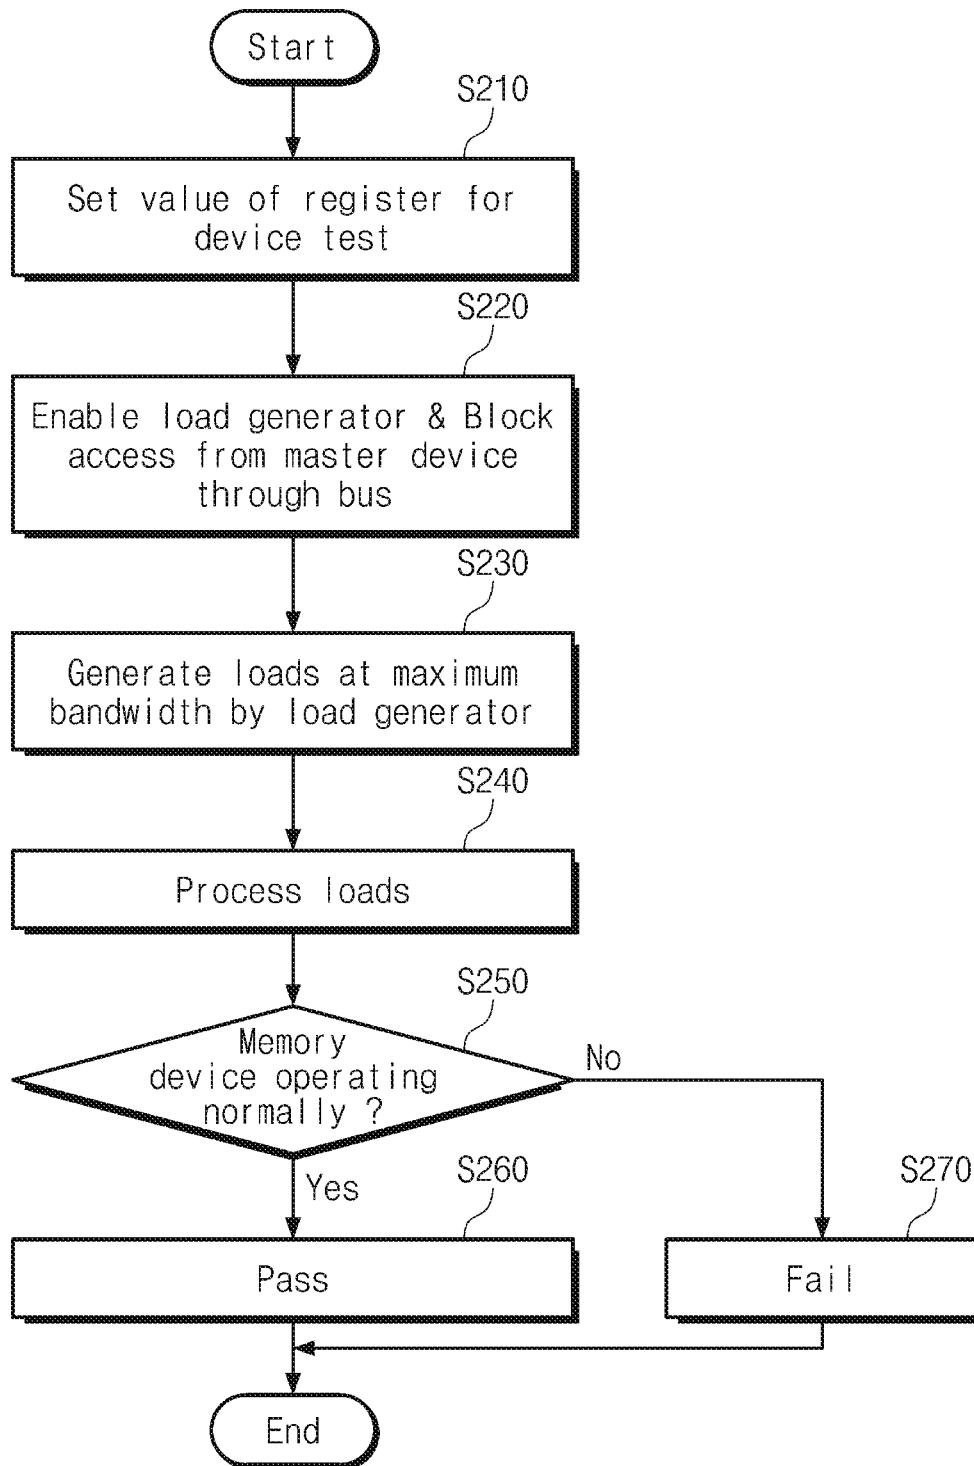 Start
S210
Set value of register for
device test
S220
Enable load generator & Block
access from master device
through bus
S230
Generate loads at maximum
bandwidth by load generator
S240
Process loads
S250
Memory
device operating
normally ?
No
Yes
S260
Pass
S270
Fail
End